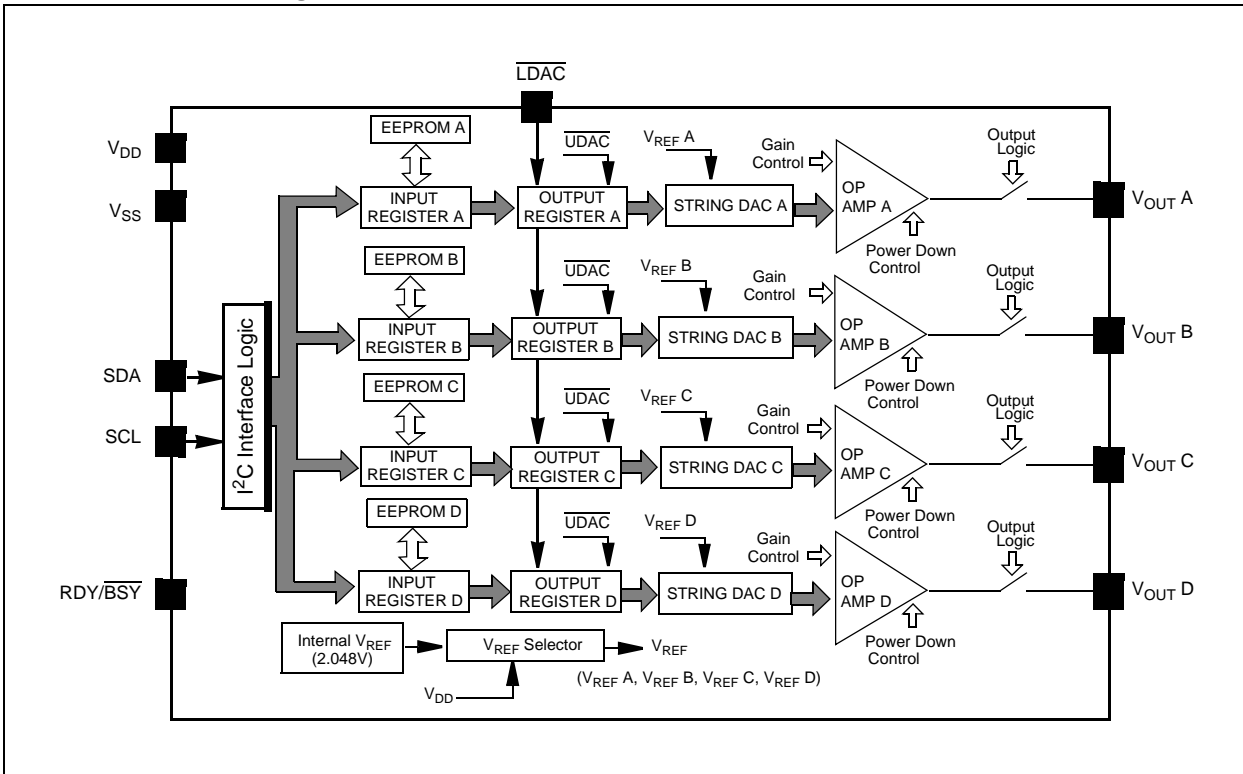 LDAC
VDD
VSS
SDA
SCL
RDY/BSY
I2C Interface Logic
EEPROM A
INPUT
REGISTER A
OUTPUT
REGISTER A
UDAC
VREF A
STRING DAC A
Gain
Control
OP
AMP A
Power Down
Control
Output
Logic
VOUT A
EEPROM B
INPUT
REGISTER B
OUTPUT
REGISTER B
UDAC
VREF B
STRING DAC B
Gain
Control
OP
AMP B
Power Down
Control
Output
Logic
VOUT B
EEPROM C
INPUT
REGISTER C
OUTPUT
REGISTER C
UDAC
VREF C
STRING DAC C
Gain
Control
OP
AMP C
Power Down
Control
Output
Logic
VOUT C
EEPROM D
INPUT
REGISTER D
OUTPUT
REGISTER D
UDAC
VREF D
STRING DAC D
Gain
Control
OP
AMP D
Power Down
Control
Output
Logic
VOUT D
Internal VREF
(2.048V)
VREF Selector
VREF
(VREF A, VREF B, VREF C, VREF D)
VDD